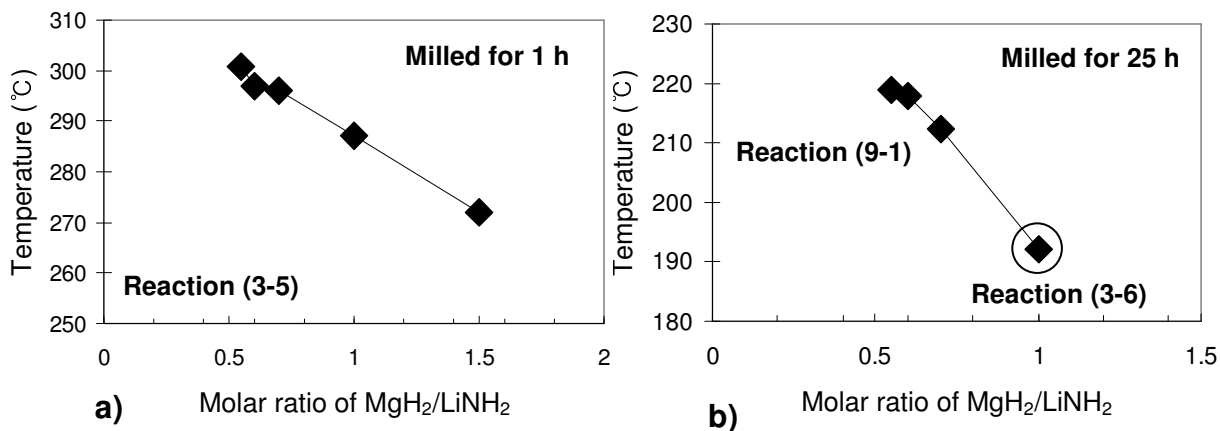 310
300
290
280
270
260
250
Temperature (℃)
Milled for 1 h
Reaction (3-5)
0
0.5
1
1.5
2
a)
Molar ratio of MgH₂/LiNH₂
230
220
210
200
190
180
Temperature (℃)
Milled for 25 h
Reaction (9-1)
Reaction (3-6)
0
0.5
1
1.5
Molar ratio of MgH₂/LiNH₂
b)